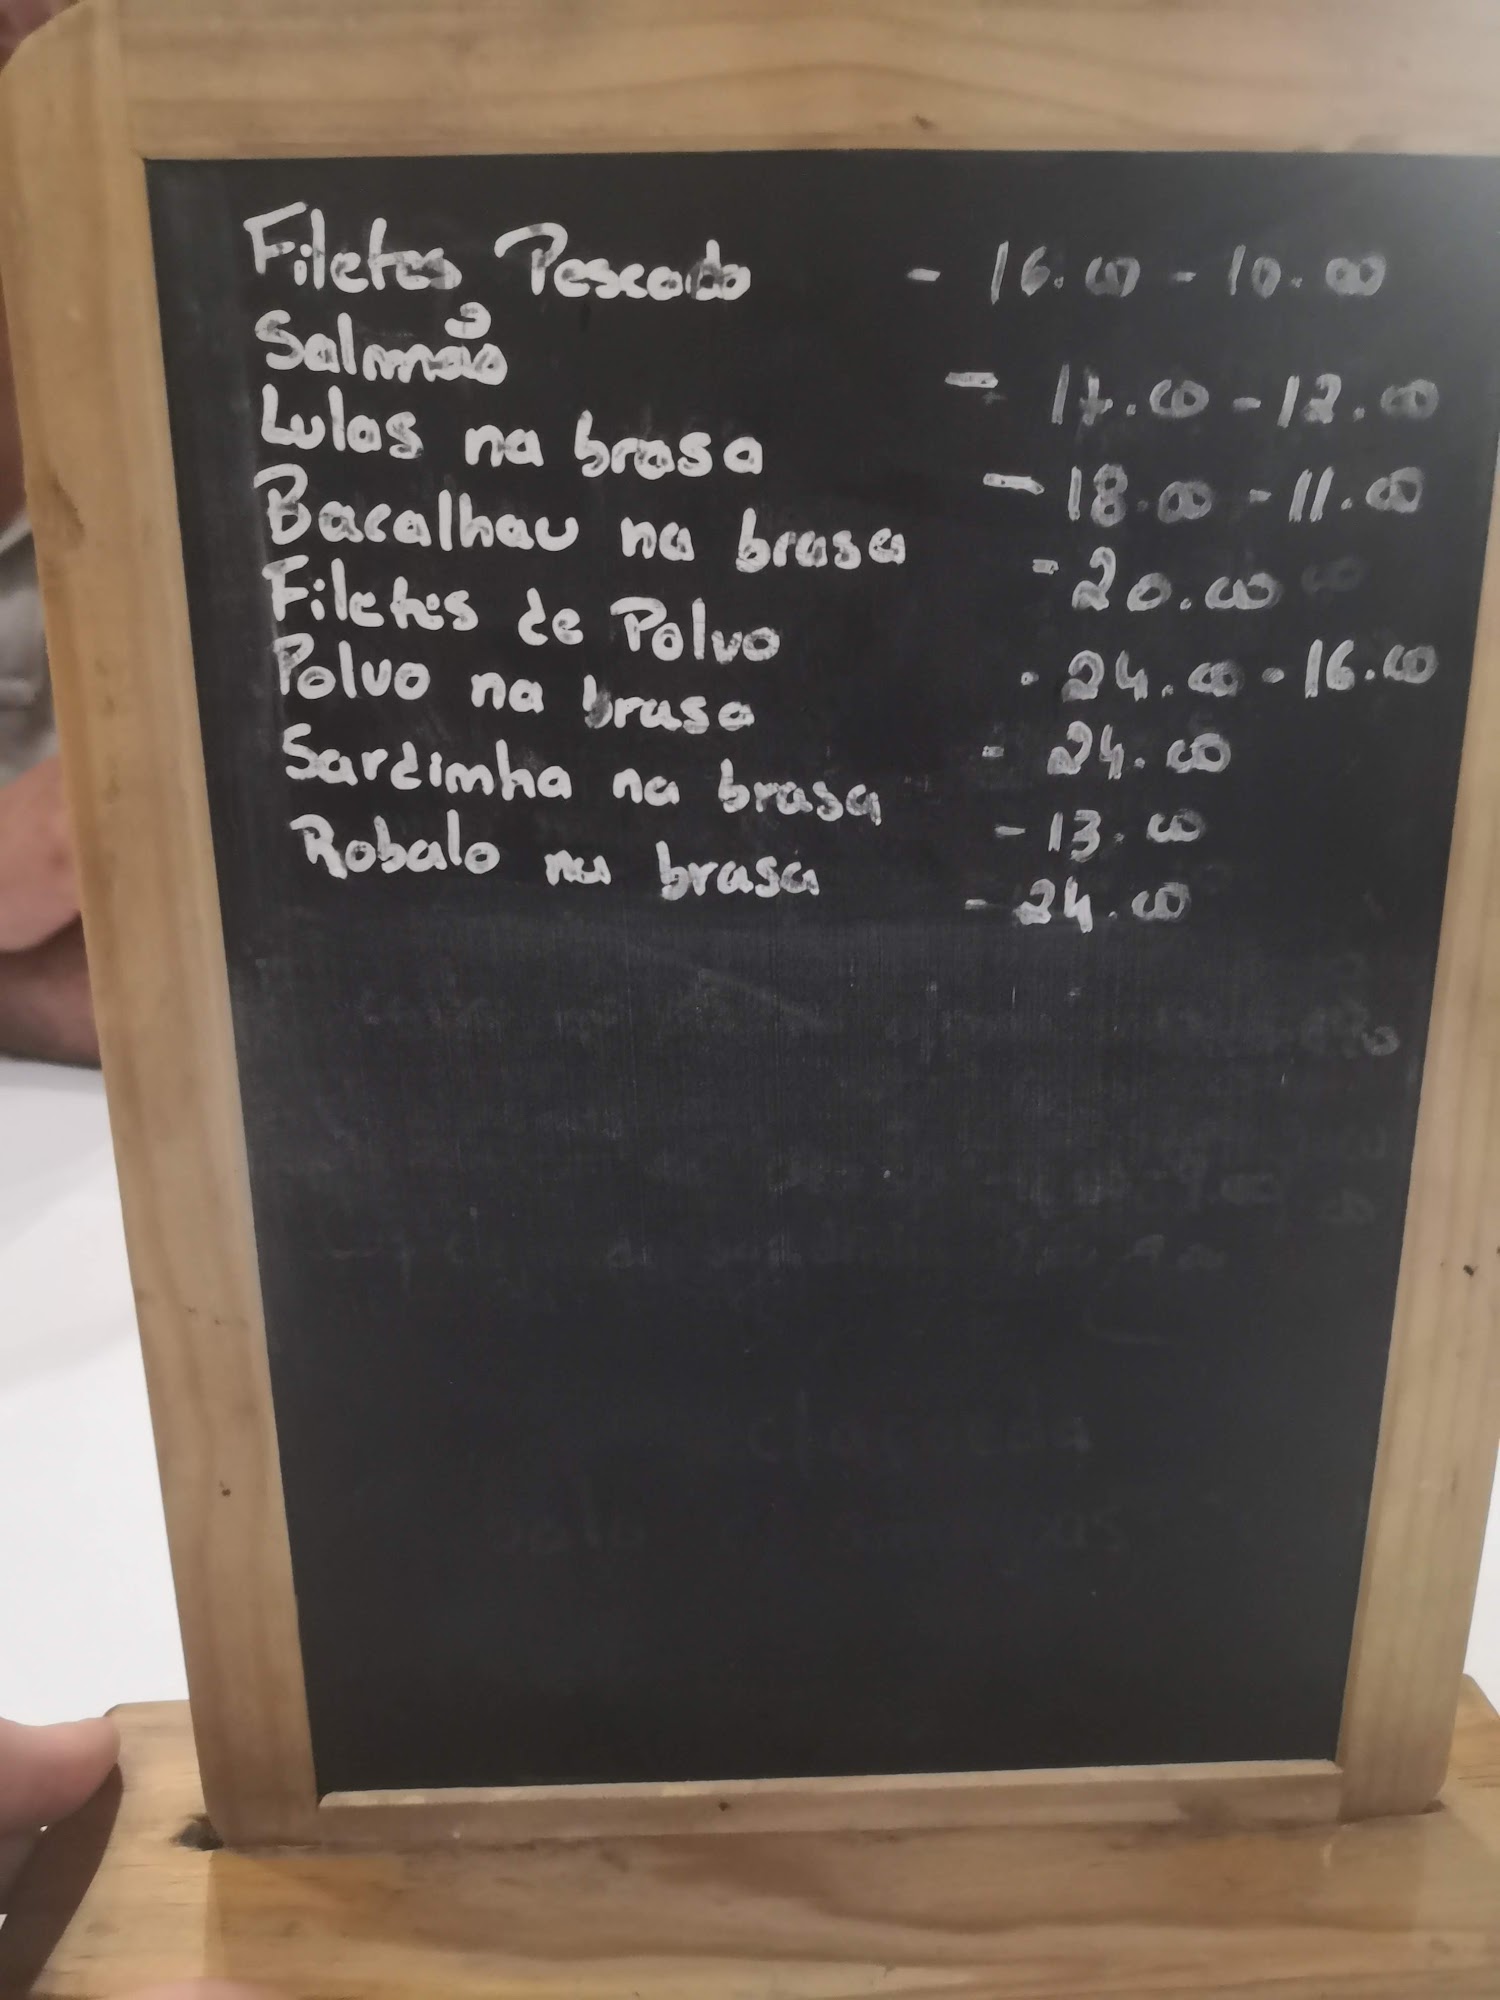 Filetes Pescado - 16.00 - 10.00
Salmão - 17.00 - 12.00
Lulas na brasa - 18.00 - 11.00
Bacalhau na brasa - 20.00
Filetes de Polvo - 24.00 - 16.00
Polvo na brasa - 24.00
Sardinha na brasa - 13.00
Robalo na brasa - 24.00